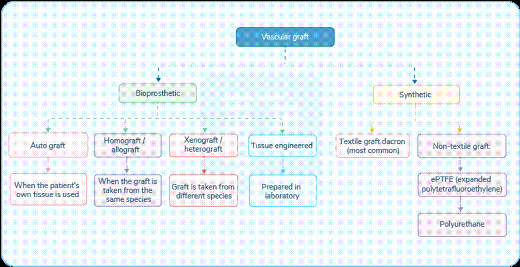 Vascular graft
Bioprosthetic
Synthetic
Auto graft
Homograft /
allograft
Xenograft /
heterograft
Tissue engineered
Textile graft dacron
(most common)
Non-textile graft
When the patient's
own tissue is used
When the graft is
taken from the
same species
Graft is taken from
different species
Prepared in
laboratory
ePTFE (expanded
polytetrafluoroethylene)
Polyurethane